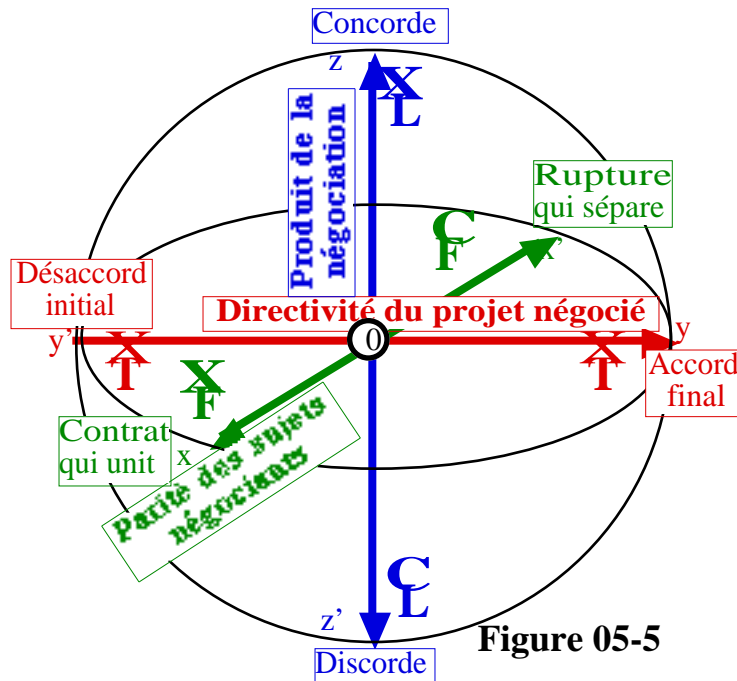 Concorde
z
X
L
Produit de la
négociation
Rupture
qui sépare
C
F
x'
Désaccord
initial
Directivité du projet négocié
y'
X
T
0
X
T
y
Accord
final
X
F
Contrat
qui unit
x
Parité des sujets
négociants
C
L
z'
Discorde
Figure 05-5